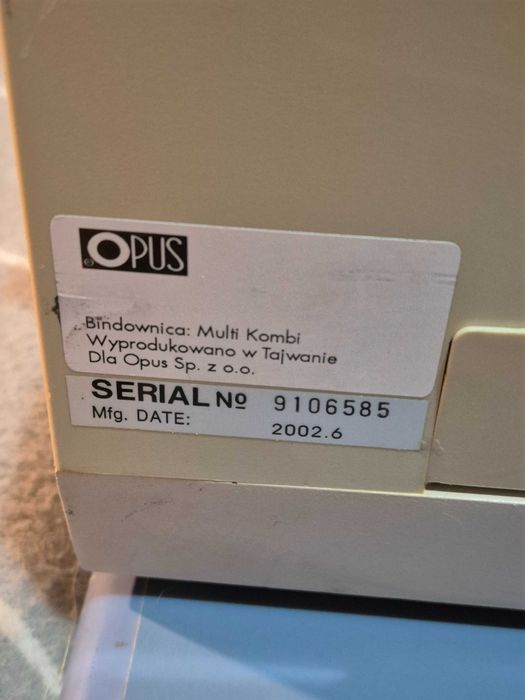 OPUS
®
Bindownica: Multi Kombi
Wyprodukowano w Tajwanie
Dla Opus Sp. z o.o.
SERIAL Nº 9106585
Mfg. DATE: 2002.6